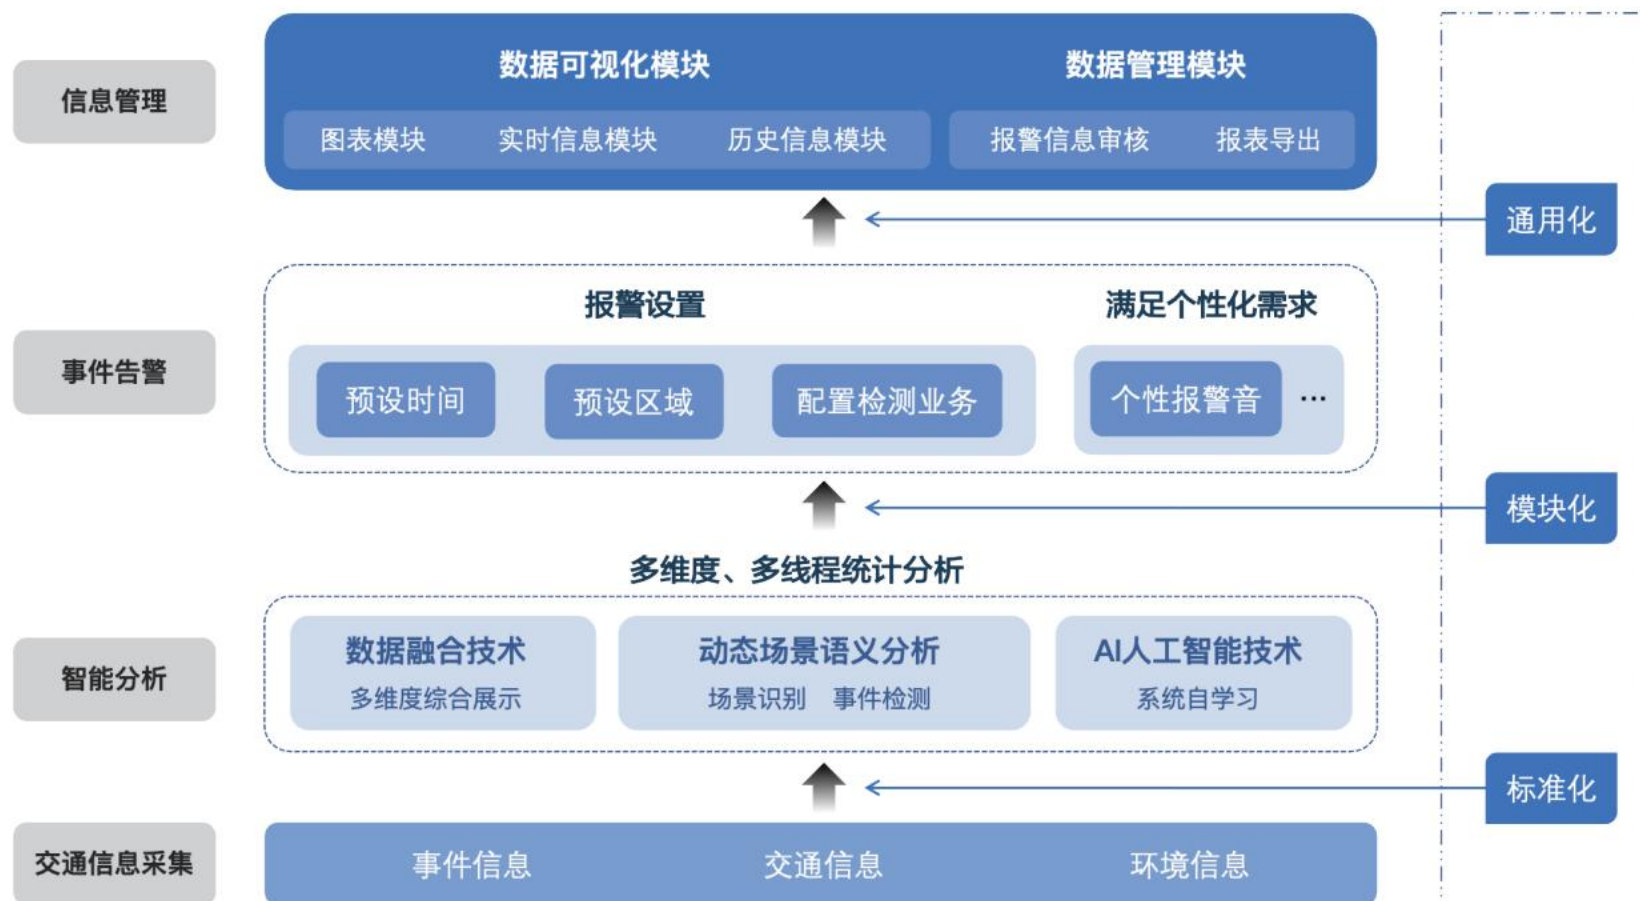 数据可视化模块 数据管理模块
信息管理
图表模块 实时信息模块 历史信息模块 报警信息审核 报表导出
通用化
报警设置 满足个性化需求
事件告警
预设时间 预设区域 配置检测业务 个性报警音 ...
模块化
多维度、多线程统计分析
数据融合技术 动态场景语义分析 AI人工智能技术
智能分析
多维度综合展示 场景识别 事件检测 系统自学习
标准化
交通信息采集 事件信息 交通信息 环境信息